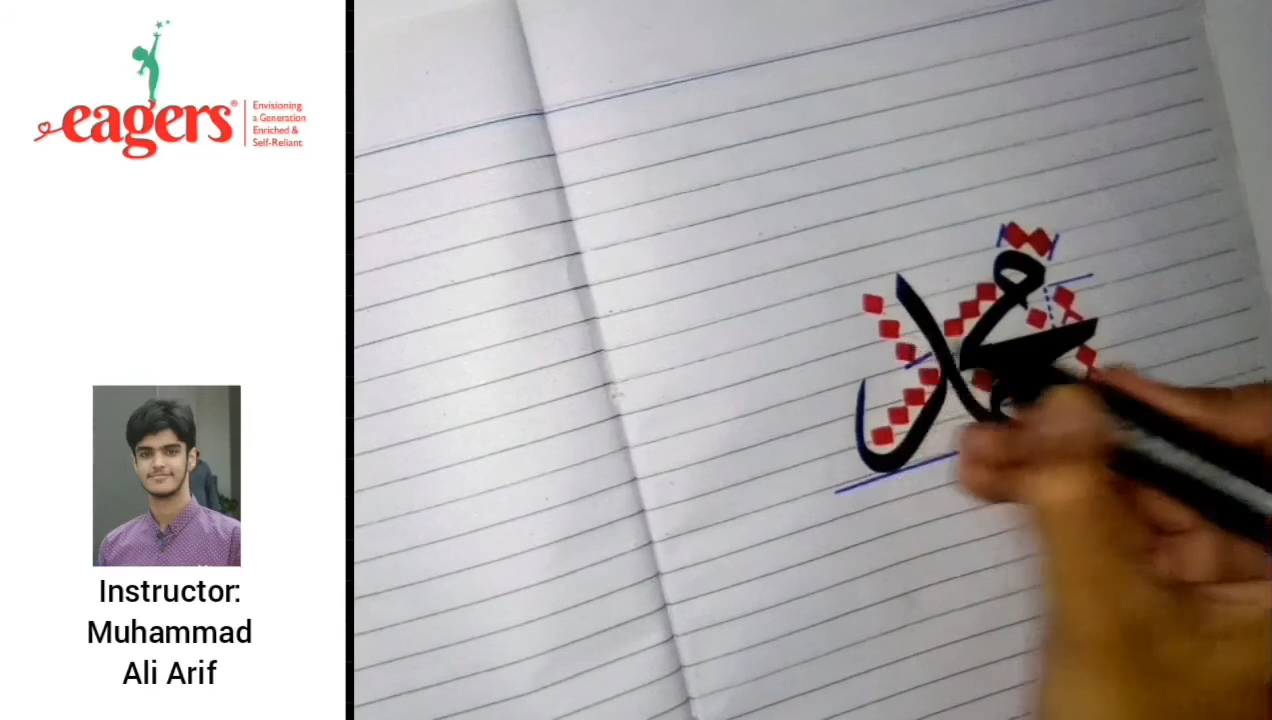 eagers®
Envisioning
a Generation
Enriched &
Self-Reliant
Instructor:
Muhammad
Ali Arif
محمد